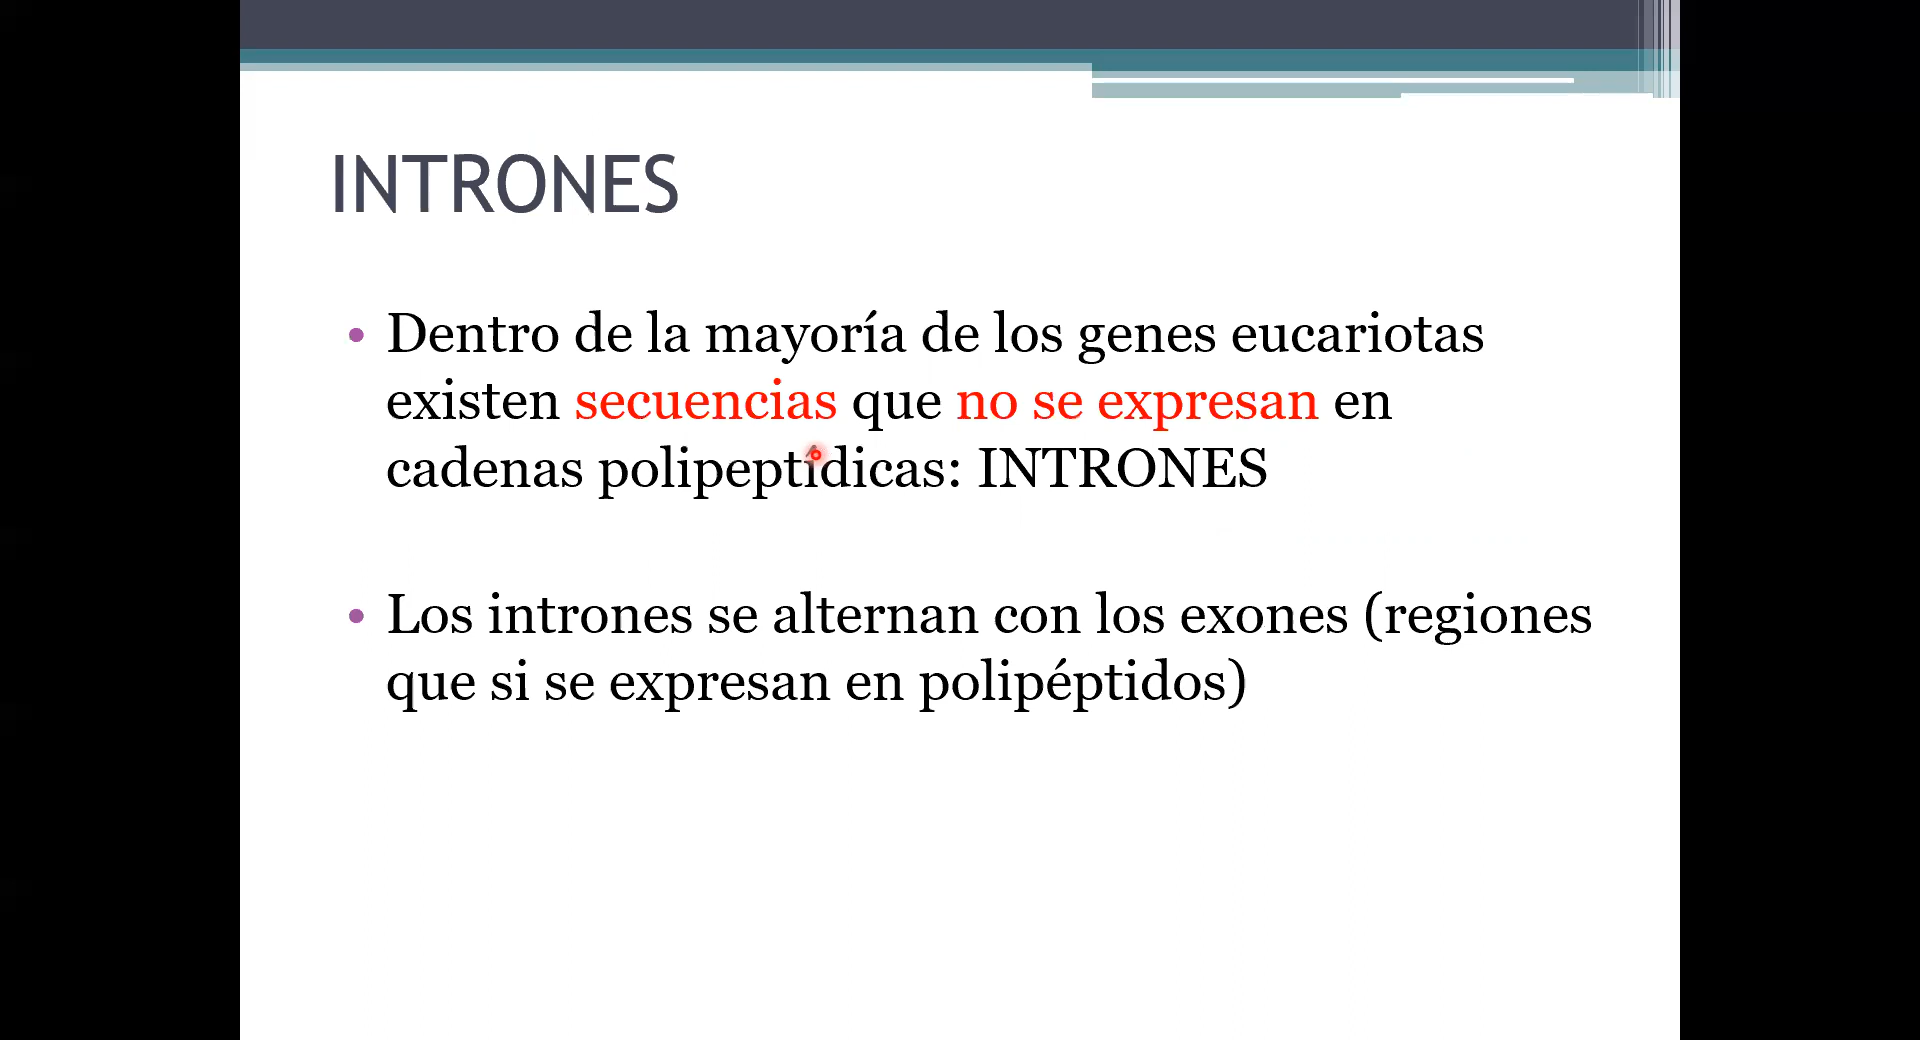 INTRONES
• Dentro de la mayoría de los genes eucariotas
existen secuencias que no se expresan en
cadenas polipeptídicas: INTRONES
• Los intrones se alternan con los exones (regiones
que si se expresan en polipéptidos)